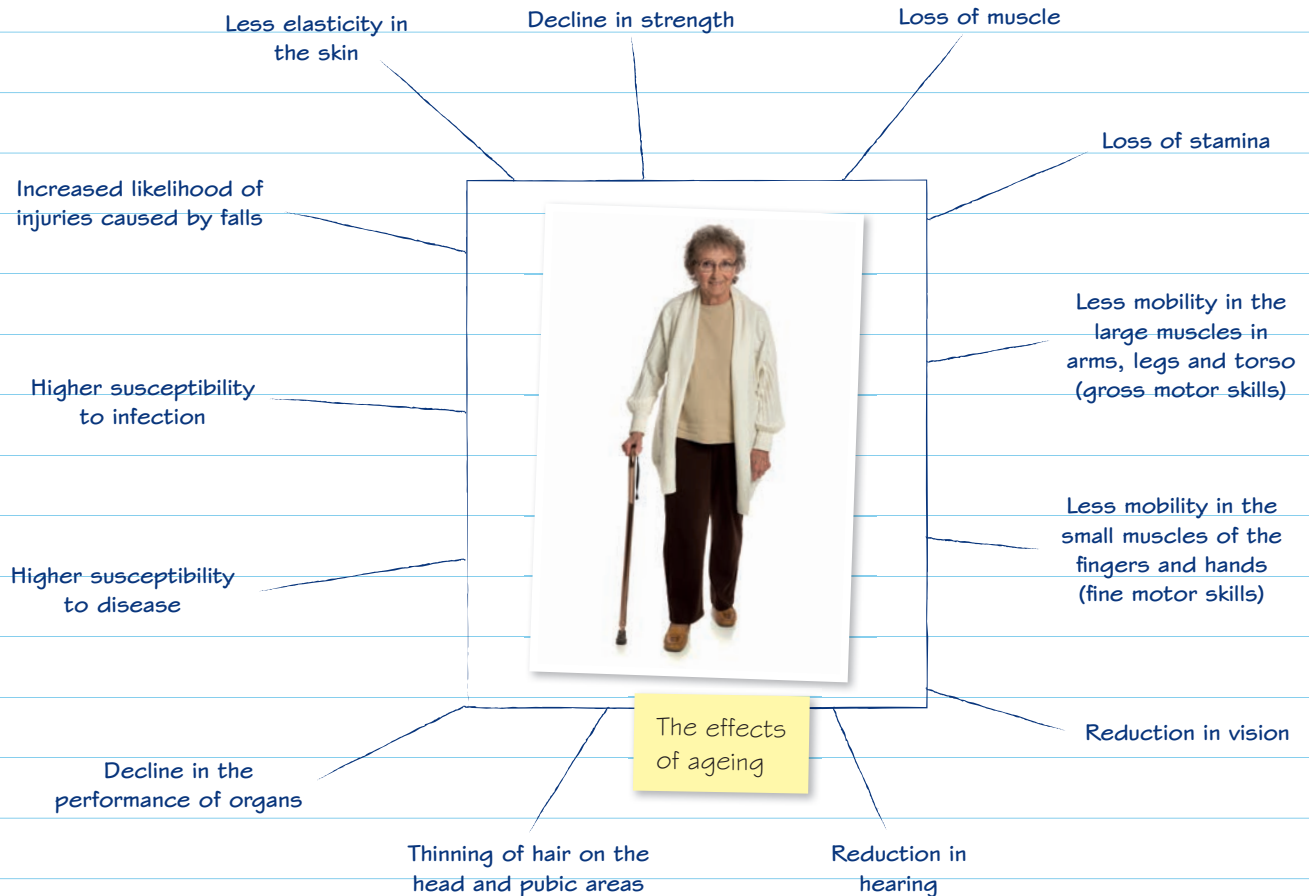 Less elasticity in
the skin
Decline in strength
Loss of muscle
Loss of stamina
Increased likelihood of
injuries caused by falls
Less mobility in the
large muscles in
arms, legs and torso
(gross motor skills)
Higher susceptibility
to infection
Less mobility in the
small muscles of the
fingers and hands
(fine motor skills)
Higher susceptibility
to disease
Reduction in vision
The effects
of ageing
Decline in the
performance of organs
Thinning of hair on the
head and pubic areas
Reduction in
hearing